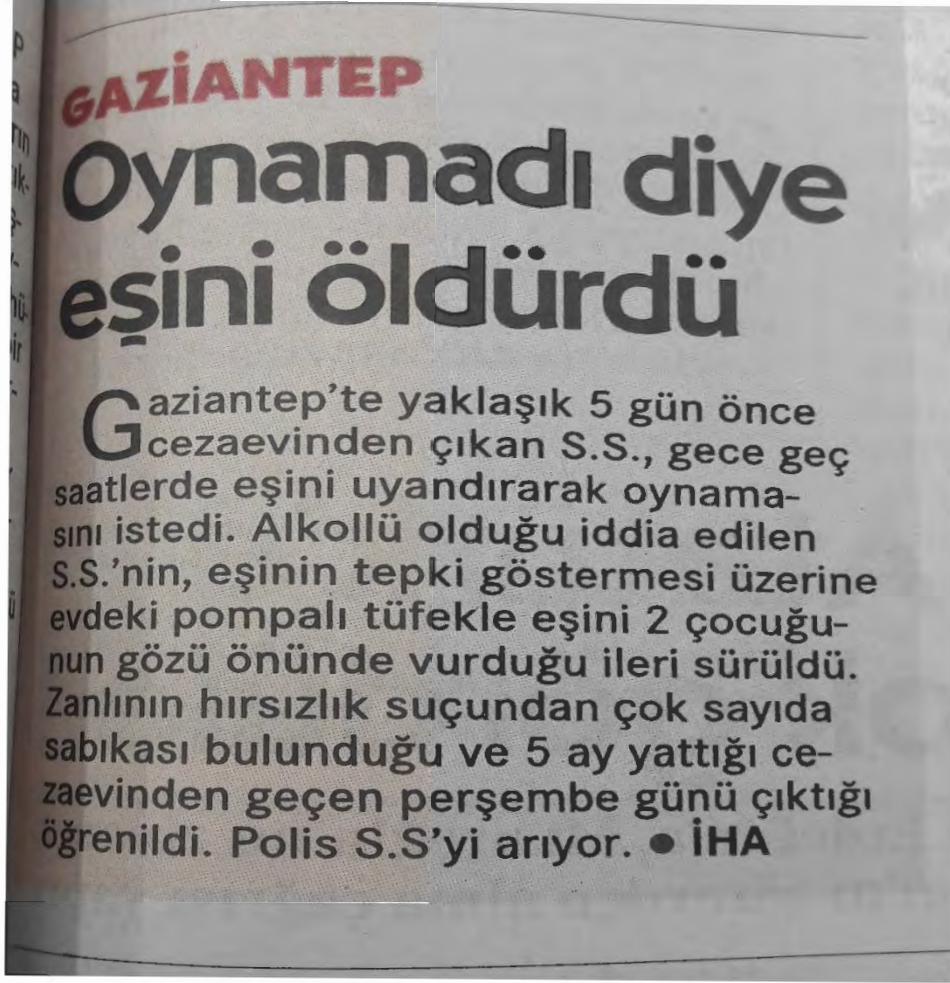 GAZİANTEP
Oynamadı diye
eşini öldürdü
Gaziantep'te yaklaşık 5 gün önce
cezaevinden çıkan S.S., gece geç
saatlerde eşini uyandırarak oynama-
sını istedi. Alkollü olduğu iddia edilen
S.S.'nin, eşinin tepki göstermesi üzerine
evdeki pompalı tüfekle eşini 2 çocuğu-
nun gözü önünde vurduğu ileri sürüldü.
Zanlının hırsızlık suçundan çok sayıda
sabıkası bulunduğu ve 5 ay yattığı ce-
zaevinden geçen perşembe günü çıktığı
öğrenildi. Polis S.S'yi arıyor. ● İHA